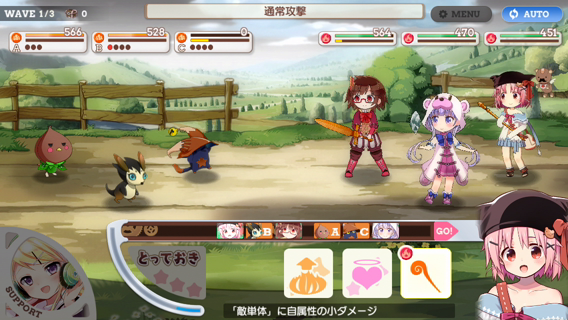 WAVE 1/3
0
通常攻撃
MENU
AUTO
566
528
0
564
470
451
A
B
C
B
A
C
GO!
SUPPORT
とっておき
「敵単体」に自属性の小ダメージ